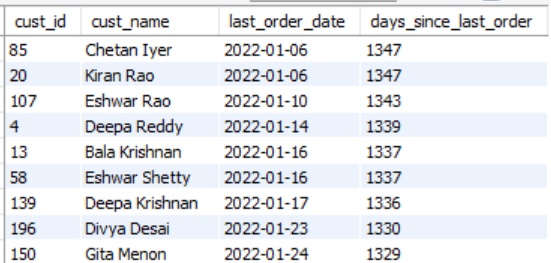 cust_id cust_name last_order_date days_since_last_order
85 Chetan Iyer 2022-01-06 1347
20 Kiran Rao 2022-01-06 1347
107 Eshwar Rao 2022-01-10 1343
4 Deepa Reddy 2022-01-14 1339
13 Bala Krishnan 2022-01-16 1337
58 Eshwar Shetty 2022-01-16 1337
139 Deepa Krishnan 2022-01-17 1336
196 Divya Desai 2022-01-23 1330
150 Gita Menon 2022-01-24 1329